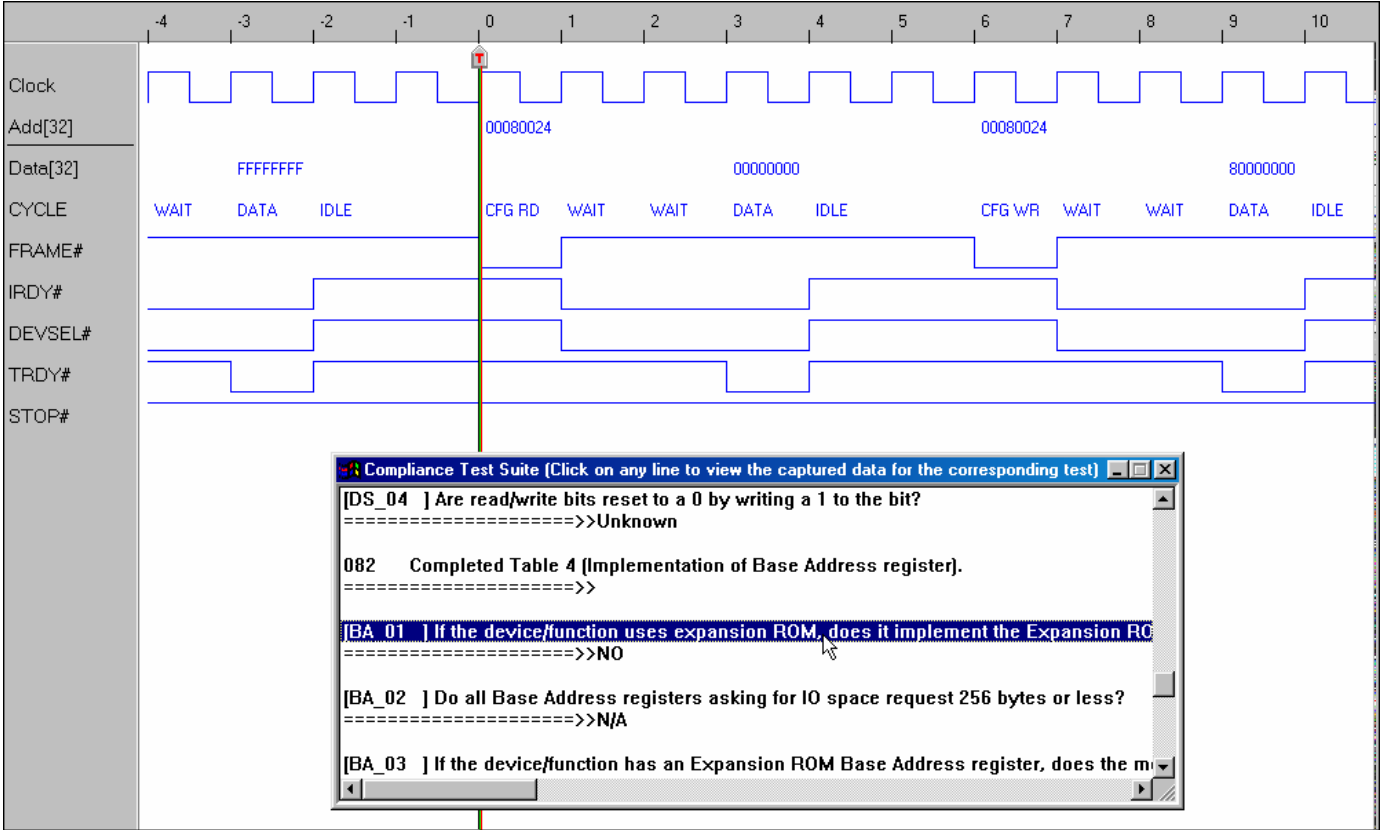 -4 -3 -2 -1 0 1 2 3 4 5 6 7 8 9 10
T
Clock
Add[32] 00080024 00080024
Data[32] FFFFFFFF 00000000 80000000
CYCLE WAIT DATA IDLE CFG RD WAIT WAIT DATA IDLE CFG WR WAIT WAIT DATA IDLE
FRAME#
IRDY#
DEVSEL#
TRDY#
STOP#
Compliance Test Suite (Click on any line to view the captured data for the corresponding test)
[DS_04 ] Are read/write bits reset to a 0 by writing a 1 to the bit?
=====================>>Unknown
082 Completed Table 4 (Implementation of Base Address register).
=====================>>
[BA_01 ] If the device/function uses expansion ROM, does it implement the Expansion RO
=====================>>NO
[BA_02 ] Do all Base Address registers asking for IO space request 256 bytes or less?
=====================>>N/A
[BA_03 ] If the device/function has an Expansion ROM Base Address register, does the m